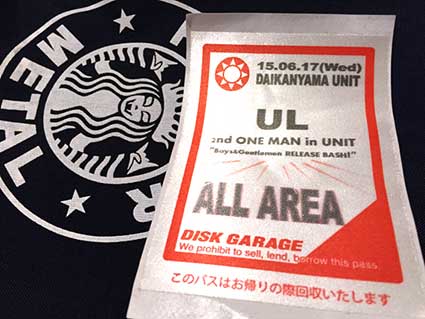 METAL
R
15.06.17(Wed)
DAIKANYAMA UNIT
UL
2nd ONE MAN in UNIT
"Boys&Gentlemen RELEASE BASH!"
ALL AREA
DISK GARAGE
We prohibit to sell, lend, borrow this pass.
このパスはお帰りの際回収いたします